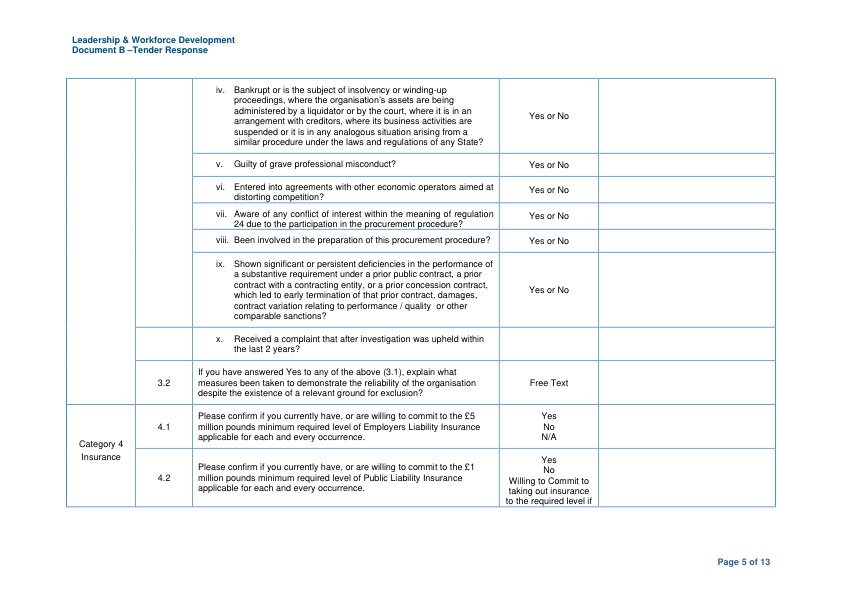 Leadership & Workforce Development
Document B –Tender Response
iv. Bankrupt or is the subject of insolvency or winding-up
proceedings, where the organisation's assets are being
administered by a liquidator or by the court, where it is in an
arrangement with creditors, where its business activities are
suspended or it is in any analogous situation arising from a
similar procedure under the laws and regulations of any State?
Yes or No
v. Guilty of grave professional misconduct?
Yes or No
vi. Entered into agreements with other economic operators aimed at
distorting competition?
Yes or No
vii. Aware of any conflict of interest within the meaning of regulation
24 due to the participation in the procurement procedure?
Yes or No
viii. Been involved in the preparation of this procurement procedure?
Yes or No
ix. Shown significant or persistent deficiencies in the performance of
a substantive requirement under a prior public contract, a prior
contract with a contracting entity, or a prior concession contract,
which led to early termination of that prior contract, damages,
contract variation relating to performance / quality or other
comparable sanctions?
Yes or No
x. Received a complaint that after investigation was upheld within
the last 2 years?
3.2
If you have answered Yes to any of the above (3.1), explain what
measures been taken to demonstrate the reliability of the organisation
despite the existence of a relevant ground for exclusion?
Free Text
Category 4
Insurance
4.1
Please confirm if you currently have, or are willing to commit to the £5
million pounds minimum required level of Employers Liability Insurance
applicable for each and every occurrence.
Yes
No
N/A
4.2
Please confirm if you currently have, or are willing to commit to the £1
million pounds minimum required level of Public Liability Insurance
applicable for each and every occurrence.
Yes
No
Willing to Commit to
taking out insurance
to the required level if
Page 5 of 13